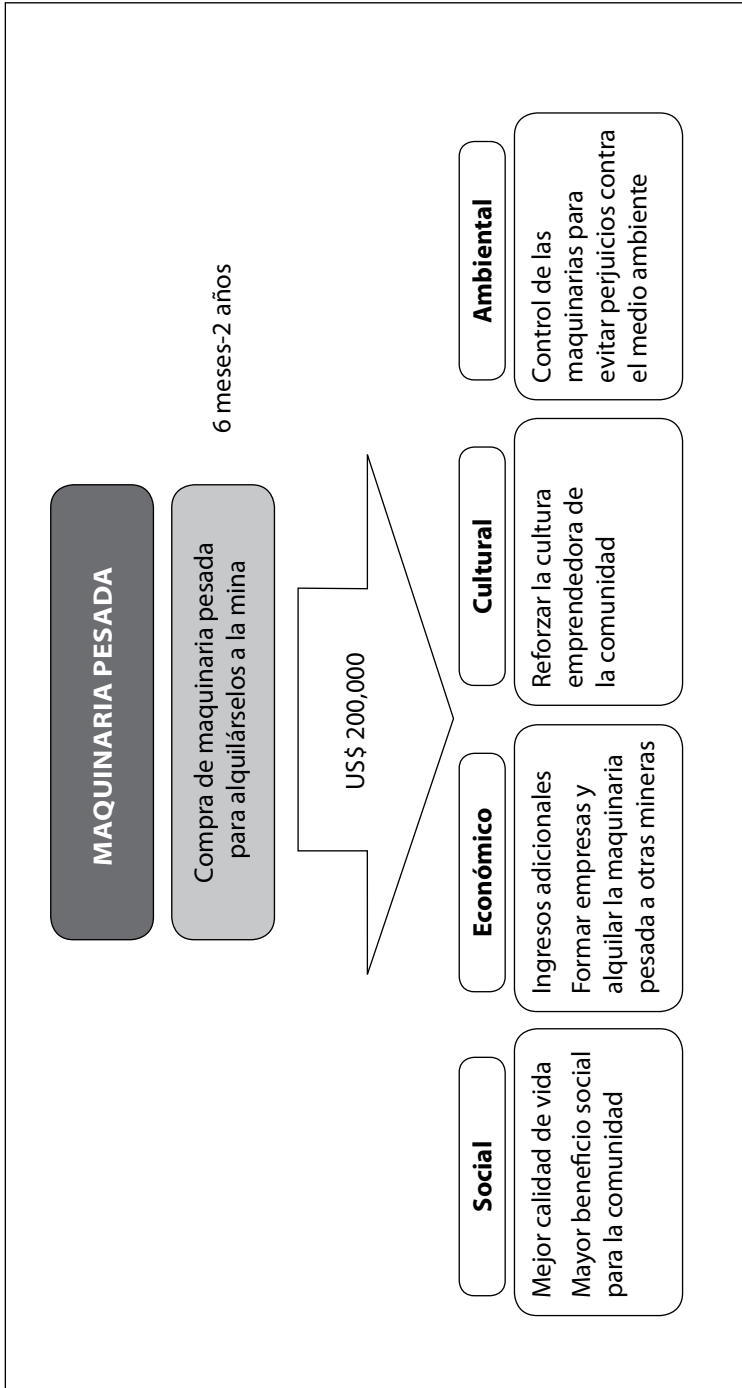 MAQUINARIA PESADA
Compra de maquinaria pesada
para alquilárselos a la mina
6 meses-2 años
US$ 200,000
Social
Mejor calidad de vida
Mayor beneficio social
para la comunidad
Económico
Ingresos adicionales
Formar empresas y
alquilar la maquinaria
pesada a otras mineras
Cultural
Reforzar la cultura
emprendedora de
la comunidad
Ambiental
Control de las
maquinarias para
evitar perjuicios contra
el medio ambiente